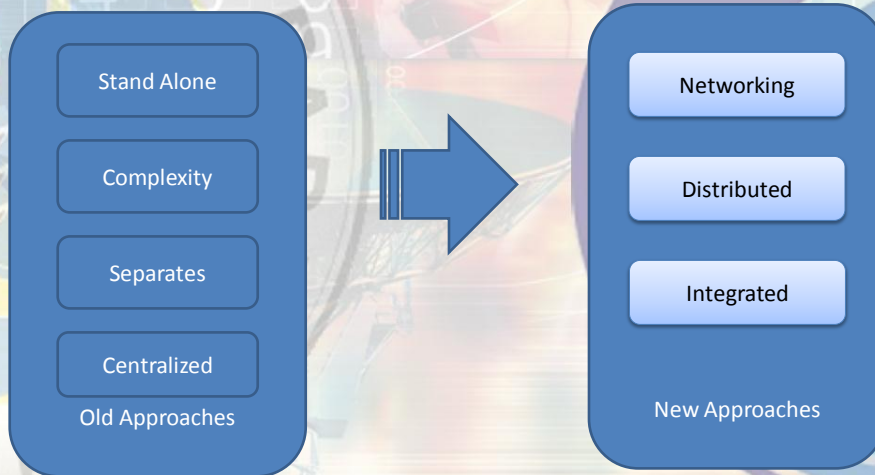 Stand Alone
Complexity
Separates
Centralized
Old Approaches
Networking
Distributed
Integrated
New Approaches